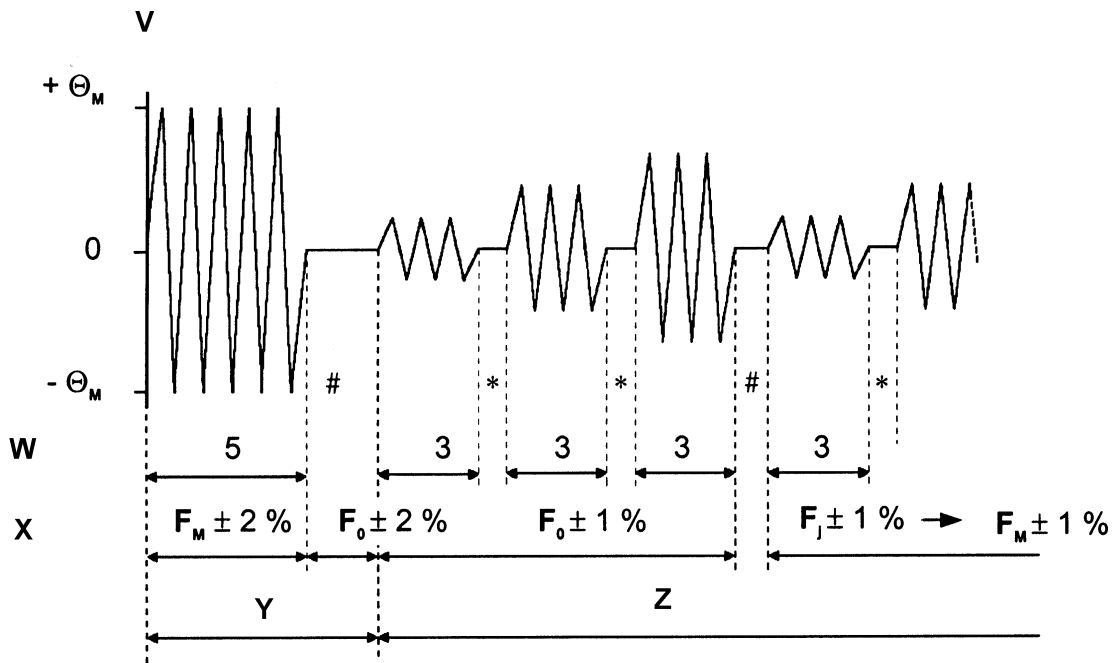 V
+ Θ_M
0
- Θ_M
# * * # *
W 5 3 3 3 3
X F_M ± 2 % F_0 ± 2 % F_0 ± 1 % F_j ± 1 % → F_M ± 1 %
Y Z